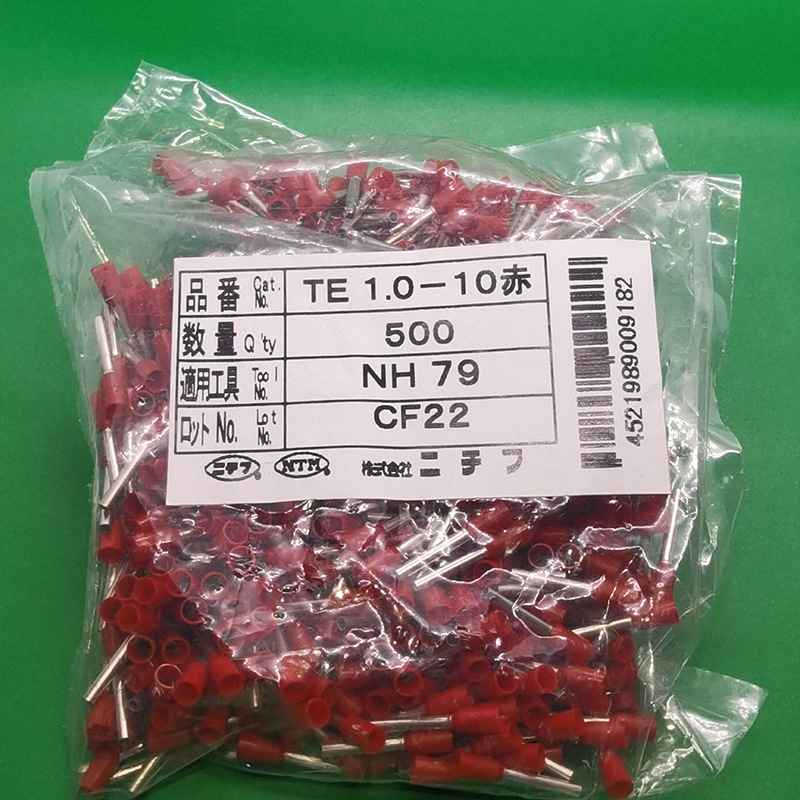 品番 Cat. No. TE 1.0－10赤
数量 Q'ty 500
適用工具 Tool No. NH 79
ロット No. Lot No. CF22
ニチフ NTM 株式会社 ニチフ
4521989009182